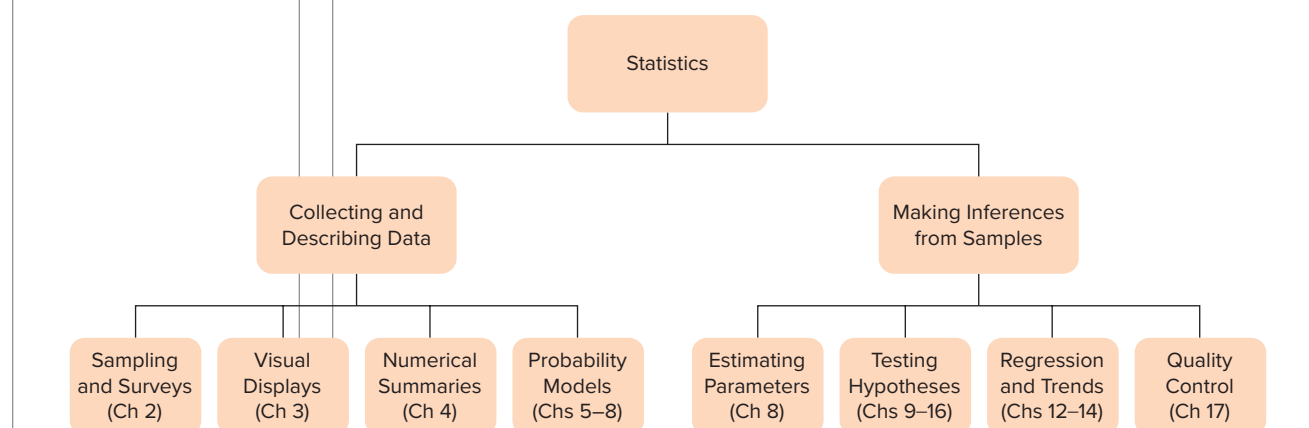 Statistics
Collecting and
Describing Data
Making Inferences
from Samples
Sampling
and Surveys
(Ch 2)
Visual
Displays
(Ch 3)
Numerical
Summaries
(Ch 4)
Probability
Models
(Chs 5–8)
Estimating
Parameters
(Ch 8)
Testing
Hypotheses
(Chs 9–16)
Regression
and Trends
(Chs 12–14)
Quality
Control
(Ch 17)